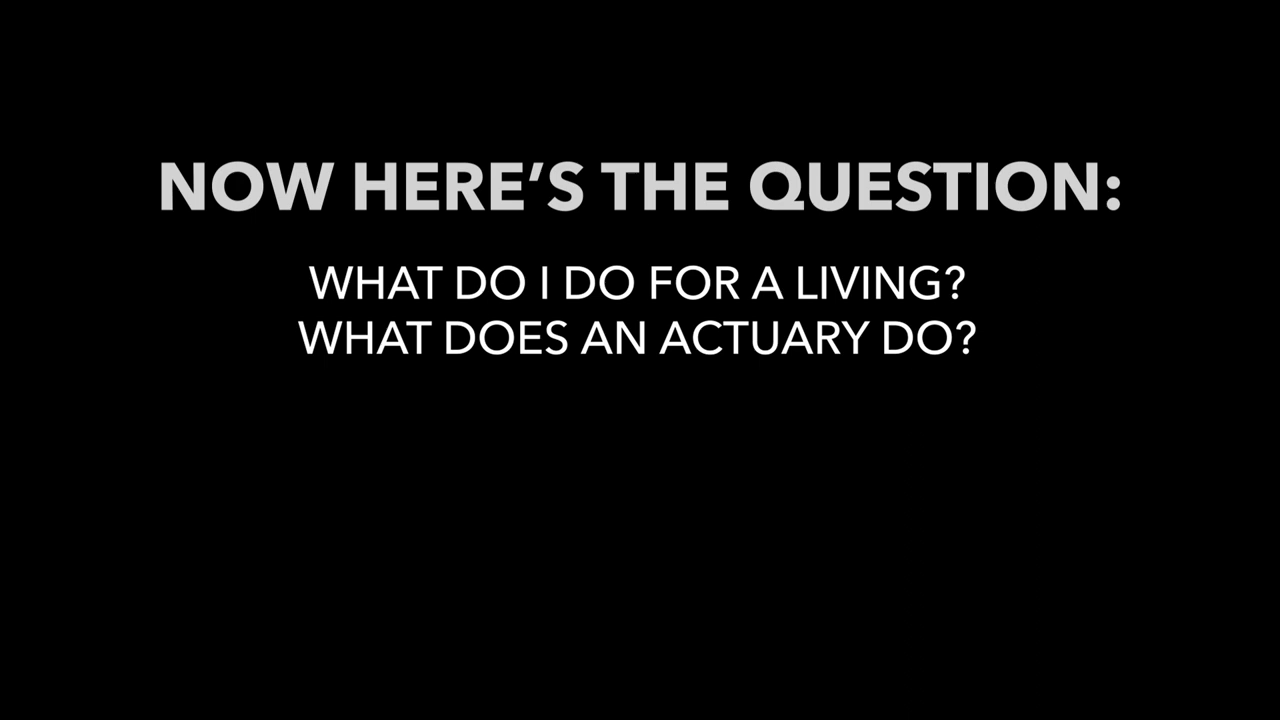 NOW HERE’S THE QUESTION:
WHAT DO I DO FOR A LIVING?
WHAT DOES AN ACTUARY DO?